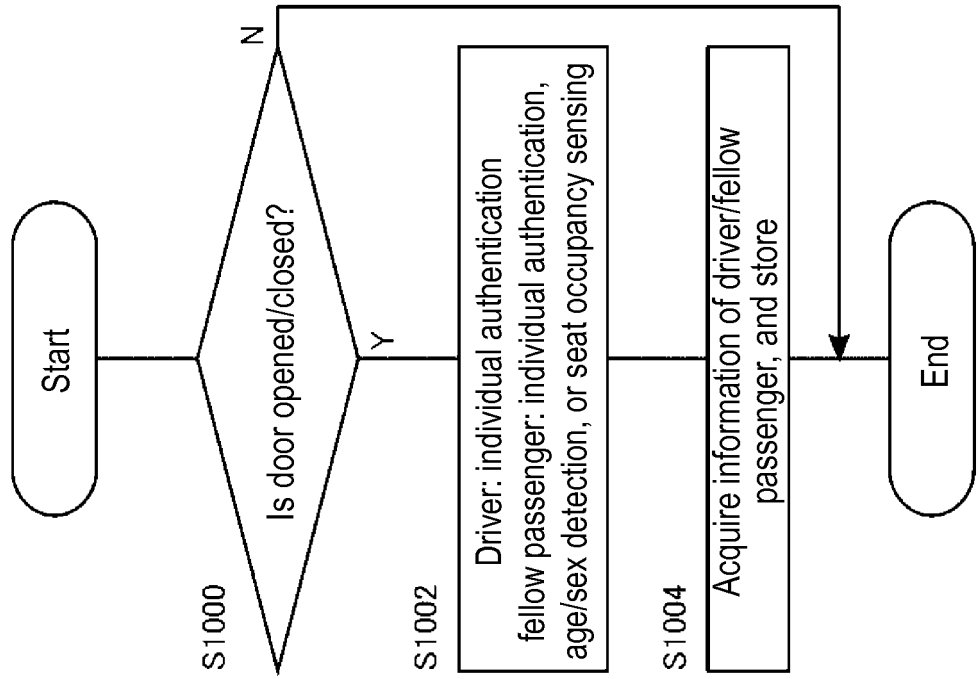 Start
S1000
Is door opened/closed?
N
Y
S1002
Driver: individual authentication
fellow passenger: individual authentication,
age/sex detection, or seat occupancy sensing
S1004
Acquire information of driver/fellow
passenger, and store
End